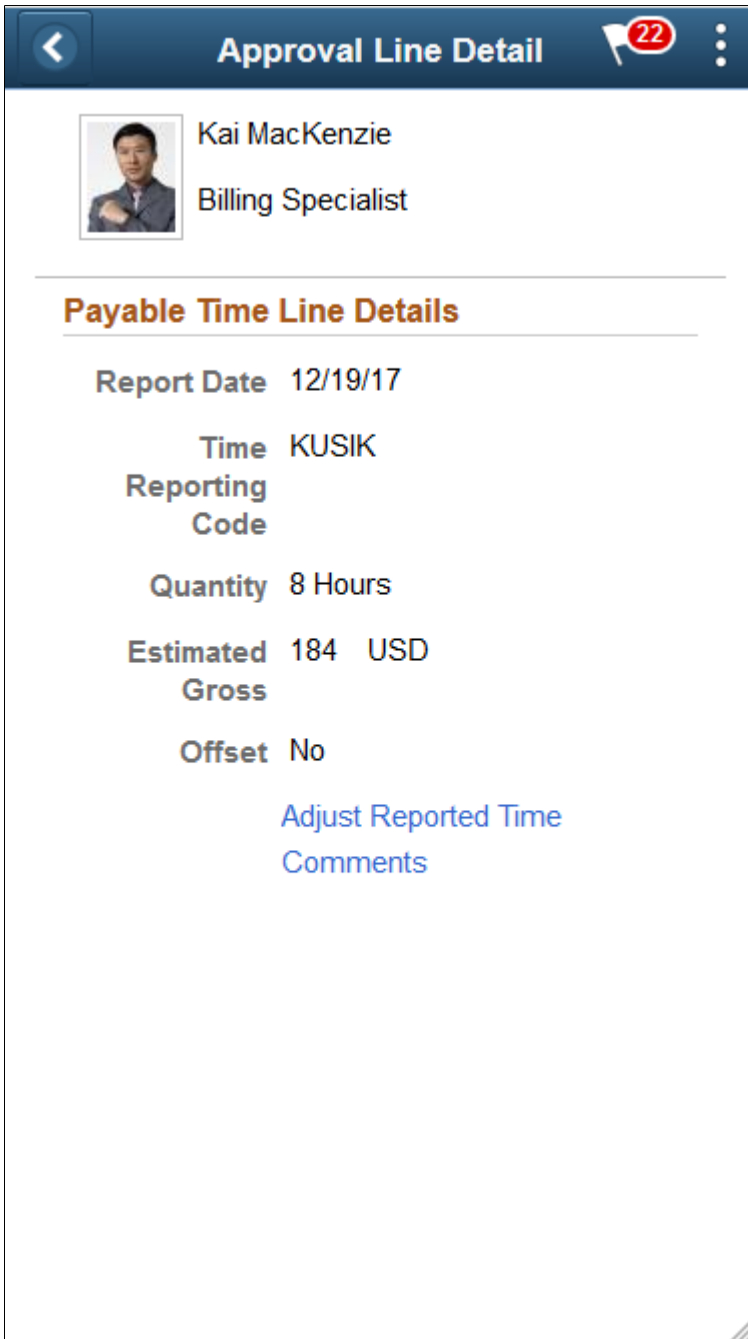 Approval Line Detail
22
Kai MacKenzie
Billing Specialist
Payable Time Line Details
Report Date 12/19/17
Time KUSIK
Reporting
Code
Quantity 8 Hours
Estimated 184 USD
Gross
Offset No
Adjust Reported Time
Comments